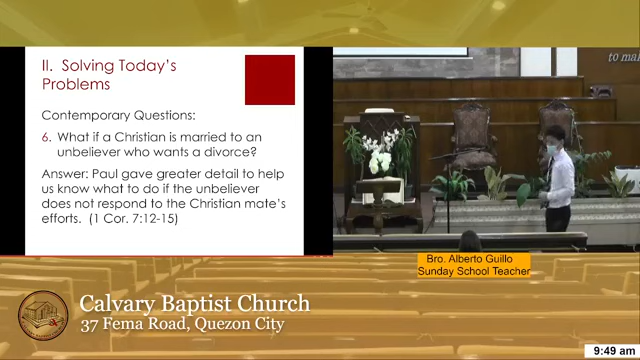 II. Solving Today's
Problems
Contemporary Questions:
6. What if a Christian is married to an
unbeliever who wants a divorce?
Answer: Paul gave greater detail to help
us know what to do if the unbeliever
does not respond to the Christian mate's
efforts. (1 Cor. 7:12-15)
to mak
Bro. Alberto Guillo
Sunday School Teacher
Calvary Baptist Church
37 Fema Road, Quezon City
9:49 am